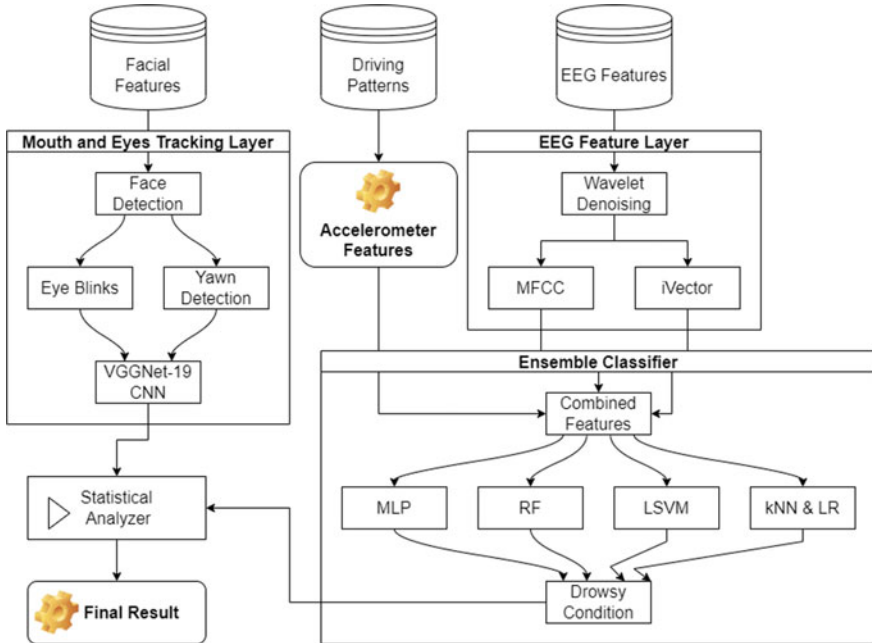 Facial
Features
Driving
Patterns
EEG Features
Mouth and Eyes Tracking Layer
Face
Detection
Eye Blinks
Yawn
Detection
VGGNet-19
CNN
Accelerometer
Features
EEG Feature Layer
Wavelet
Denoising
MFCC
iVector
Ensemble Classifier
Combined
Features
MLP
RF
LSVM
kNN & LR
Drowsy
Condition
Statistical
Analyzer
Final Result